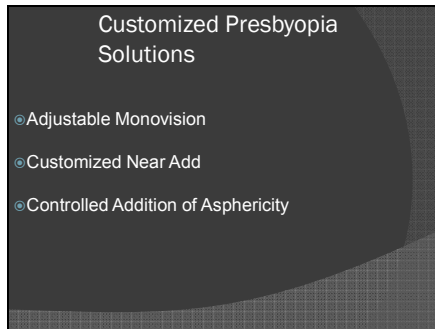 Customized Presbyopia
Solutions
Adjustable Monovision
Customized Near Add
Controlled Addition of Asphericity